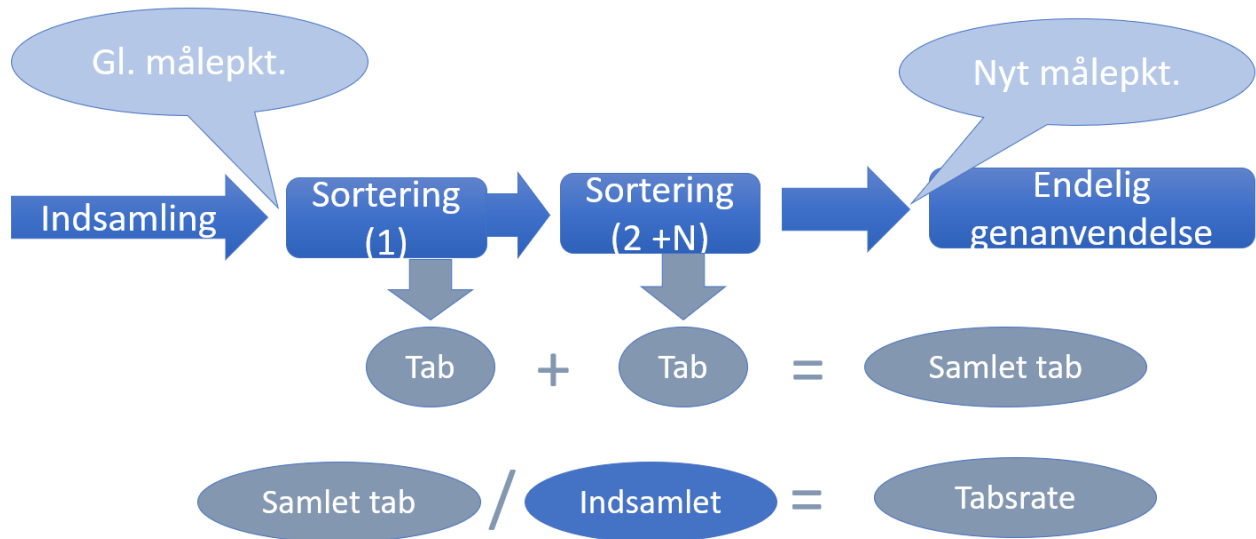 Gl. målepkt.
Nyt målepkt.
Indsamling
Sortering
(1)
Sortering
(2 +N)
Endelig
genanvendelse
Tab + Tab = Samlet tab
Samlet tab / Indsamlet = Tabsrate